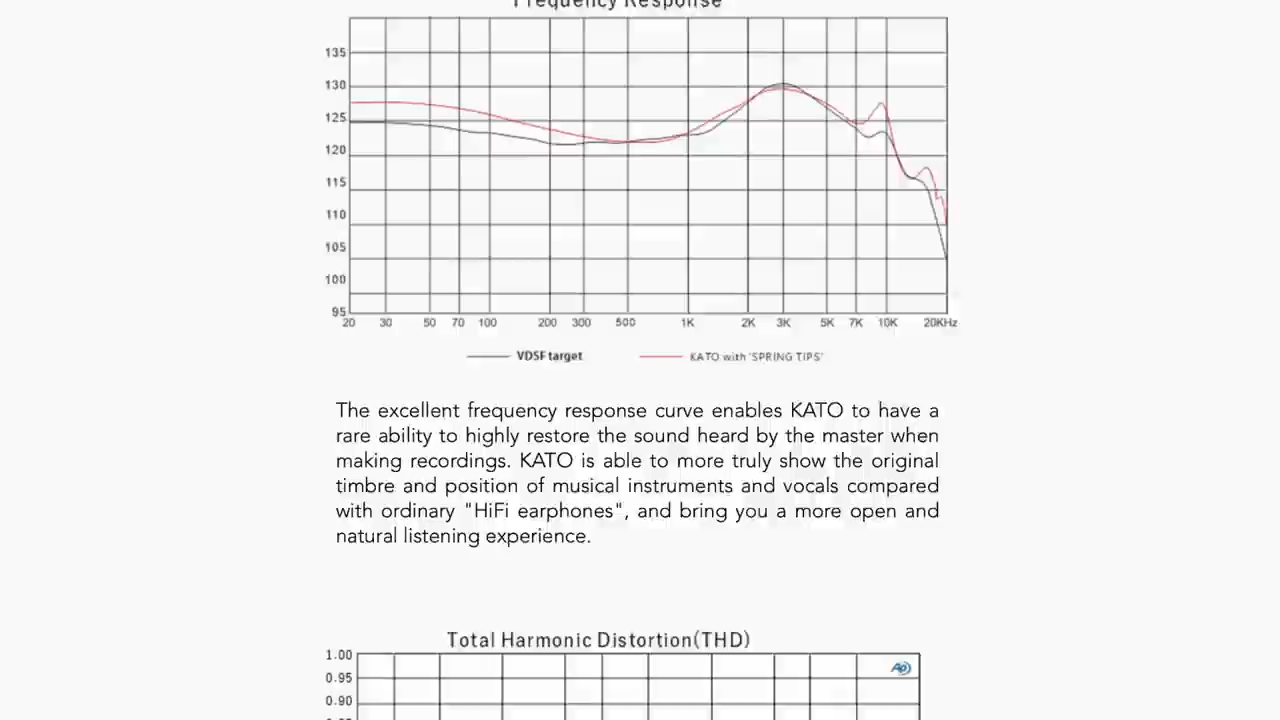 Frequency Response
135
130
125
120
115
110
105
100
95
20 30 50 70 100 200 300 500 1K 2K 3K 5K 7K 10K 20KHz
VDSF target KATO with 'SPRING TIPS'
The excellent frequency response curve enables KATO to have a
rare ability to highly restore the sound heard by the master when
making recordings. KATO is able to more truly show the original
timbre and position of musical instruments and vocals compared
with ordinary "HiFi earphones", and bring you a more open and
natural listening experience.
Total Harmonic Distortion(THD)
1.00
AP
0.95
0.90